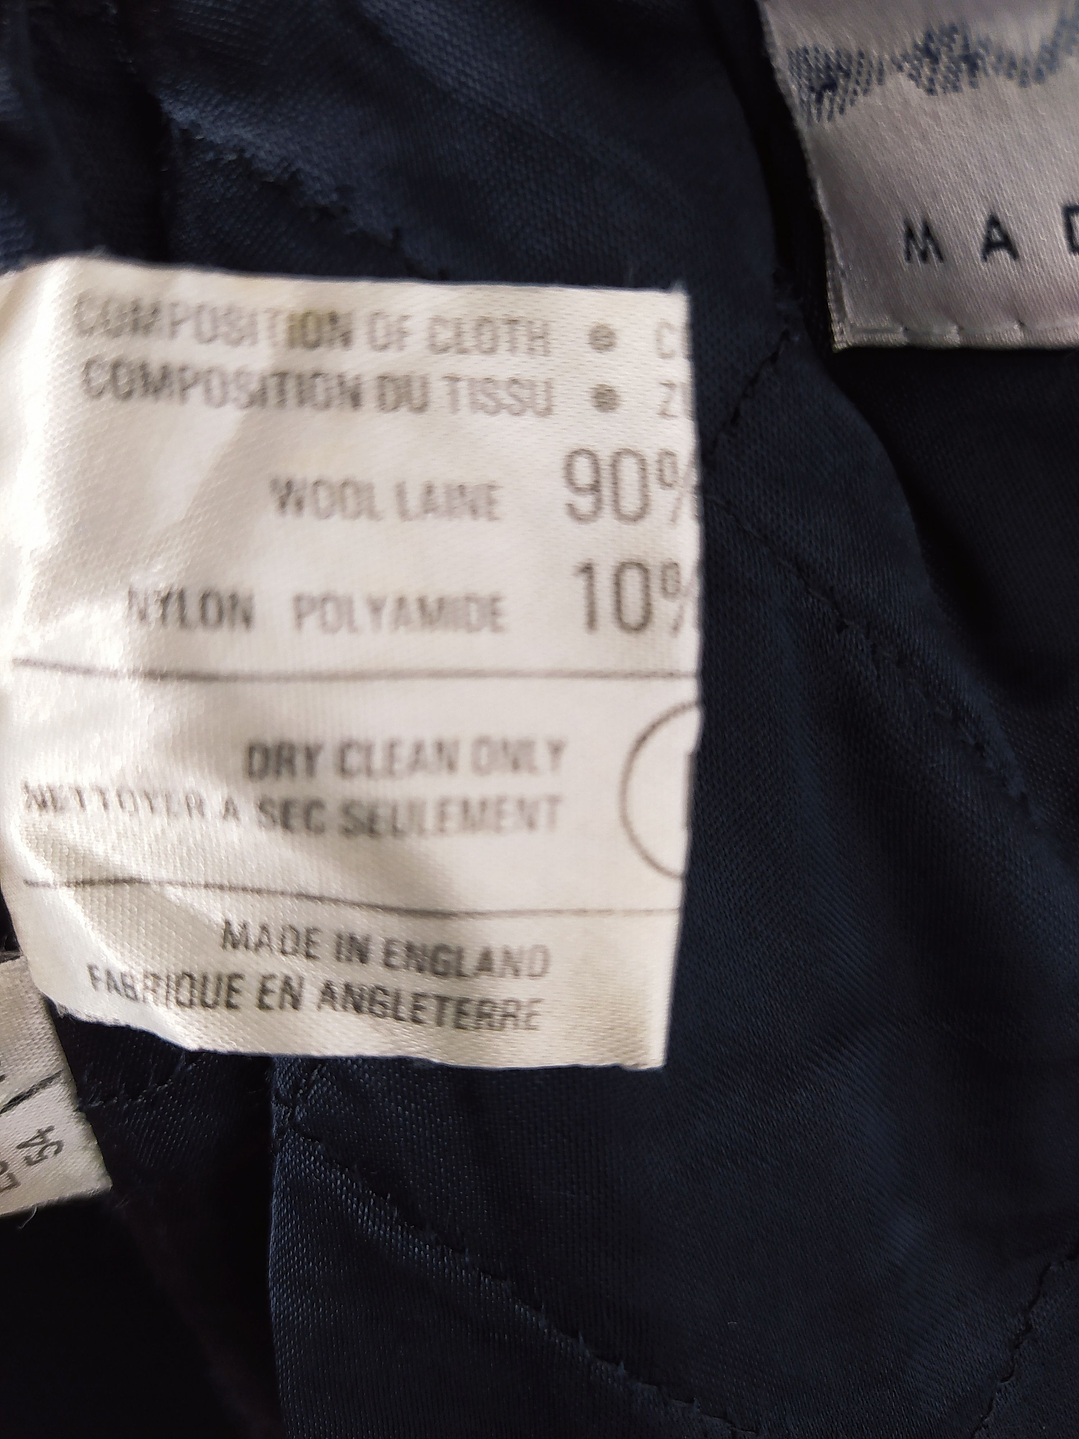 MAD
COMPOSITION OF CLOTH • C
COMPOSITION DU TISSU • Z
WOOL LAINE 90%
NYLON POLYAMIDE 10%
DRY CLEAN ONLY
NETTOYER A SEC SEULEMENT
MADE IN ENGLAND
FABRIQUE EN ANGLETERRE
54